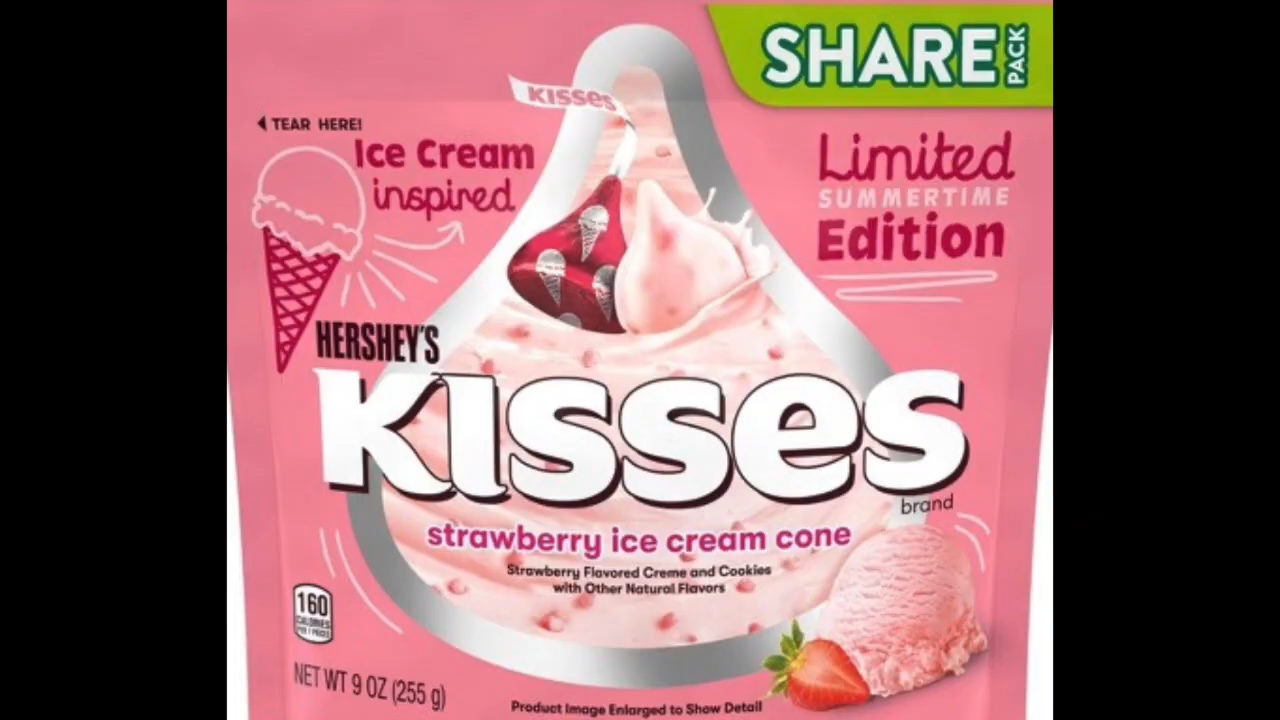 SHARE PACK
KISSES
TEAR HERE!
Ice Cream
inspired
Limited
SUMMERTIME
Edition
HERSHEY'S
KISSES
brand
strawberry ice cream cone
Strawberry Flavored Creme and Cookies
with Other Natural Flavors
160
CALORIES
NET WT 9 OZ (255 g)
Product Image Enlarged to Show Detail